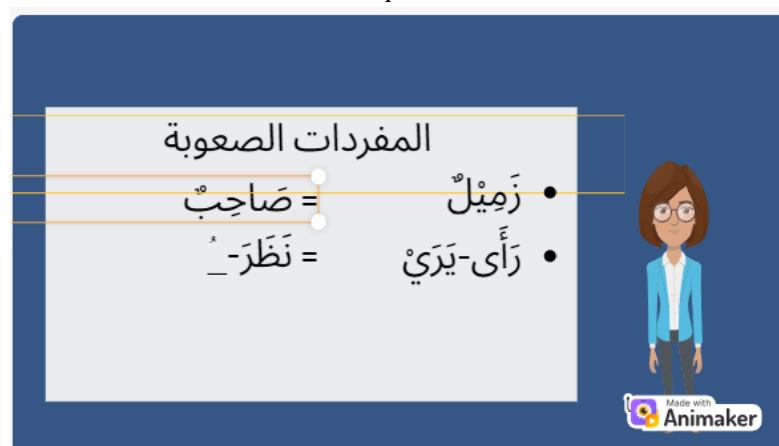 المفردات الصعوبة
• زَمِيْلٌ = صَاحِبٌ
• رَأَى-يَرَيْ = نَظَرَ-ـُ
Made with
Animaker